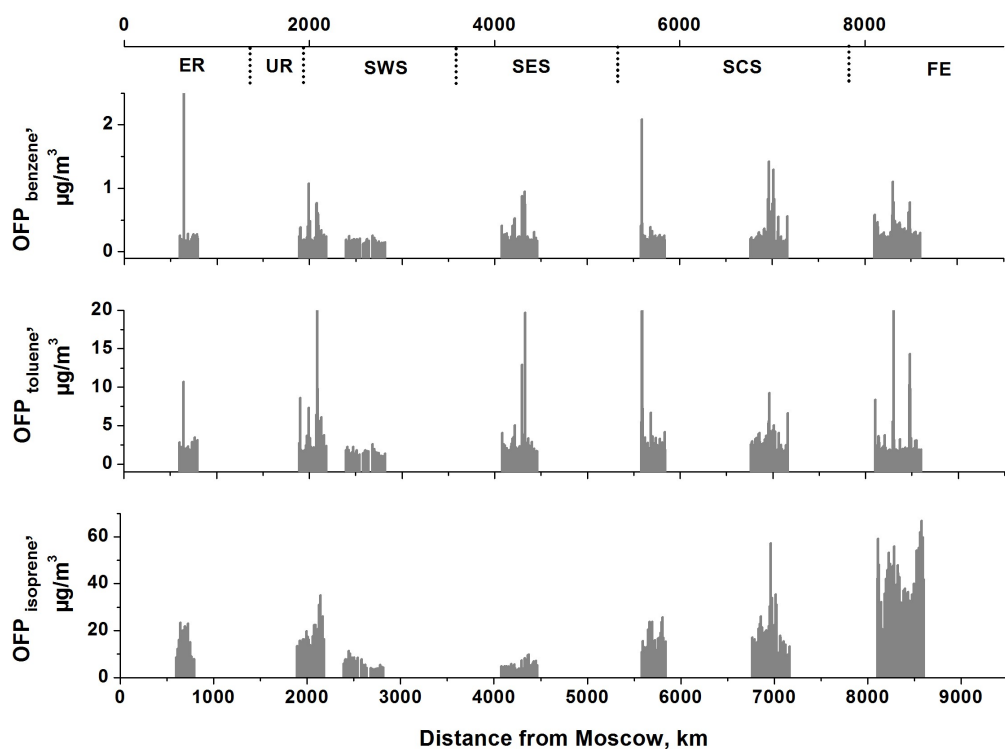 0 2000 4000 6000 8000
ER UR SWS SES SCS FE
OFP benzene,
µg/m³
2
1
0
OFP toluene,
µg/m³
20
15
10
5
0
OFP isoprene,
µg/m³
60
40
20
0
0 1000 2000 3000 4000 5000 6000 7000 8000 9000
Distance from Moscow, km